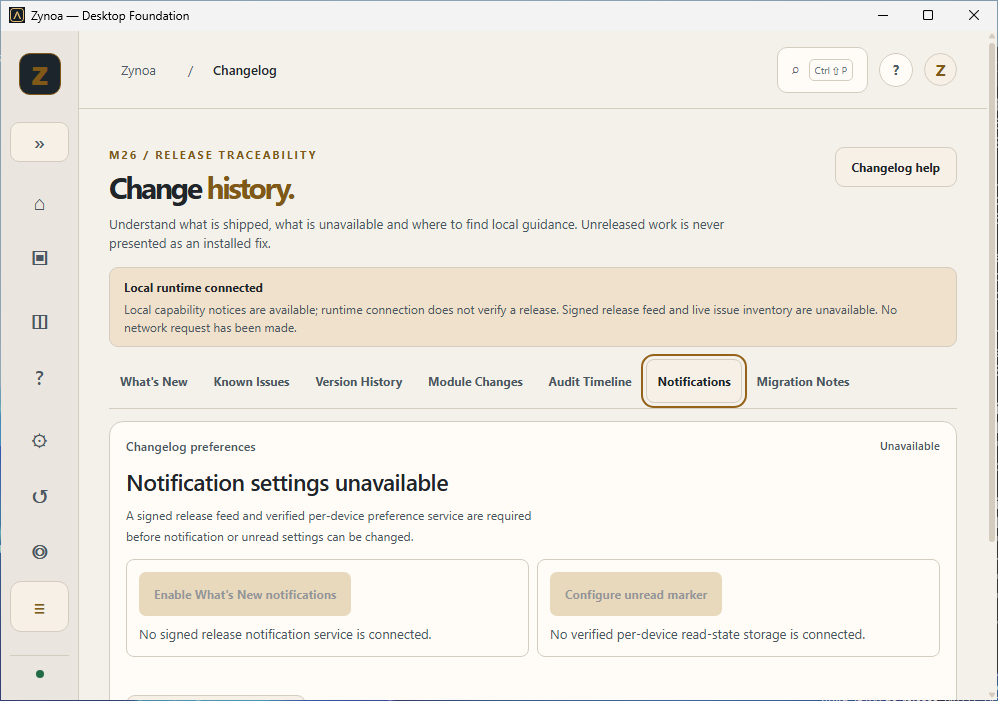 Zynoa — Desktop Foundation
Z
Zynoa / Changelog
Ctrl ⇧ P
?
Z
»
M26 / RELEASE TRACEABILITY
Change history.
Changelog help
Understand what is shipped, what is unavailable and where to find local guidance. Unreleased work is never
presented as an installed fix.
Local runtime connected
Local capability notices are available; runtime connection does not verify a release. Signed release feed and live issue inventory are unavailable. No
network request has been made.
?
What's New
Known Issues
Version History
Module Changes
Audit Timeline
Notifications
Migration Notes
Changelog preferences
Unavailable
Notification settings unavailable
A signed release feed and verified per-device preference service are required
before notification or unread settings can be changed.
Enable What's New notifications
No signed release notification service is connected.
Configure unread marker
No verified per-device read-state storage is connected.